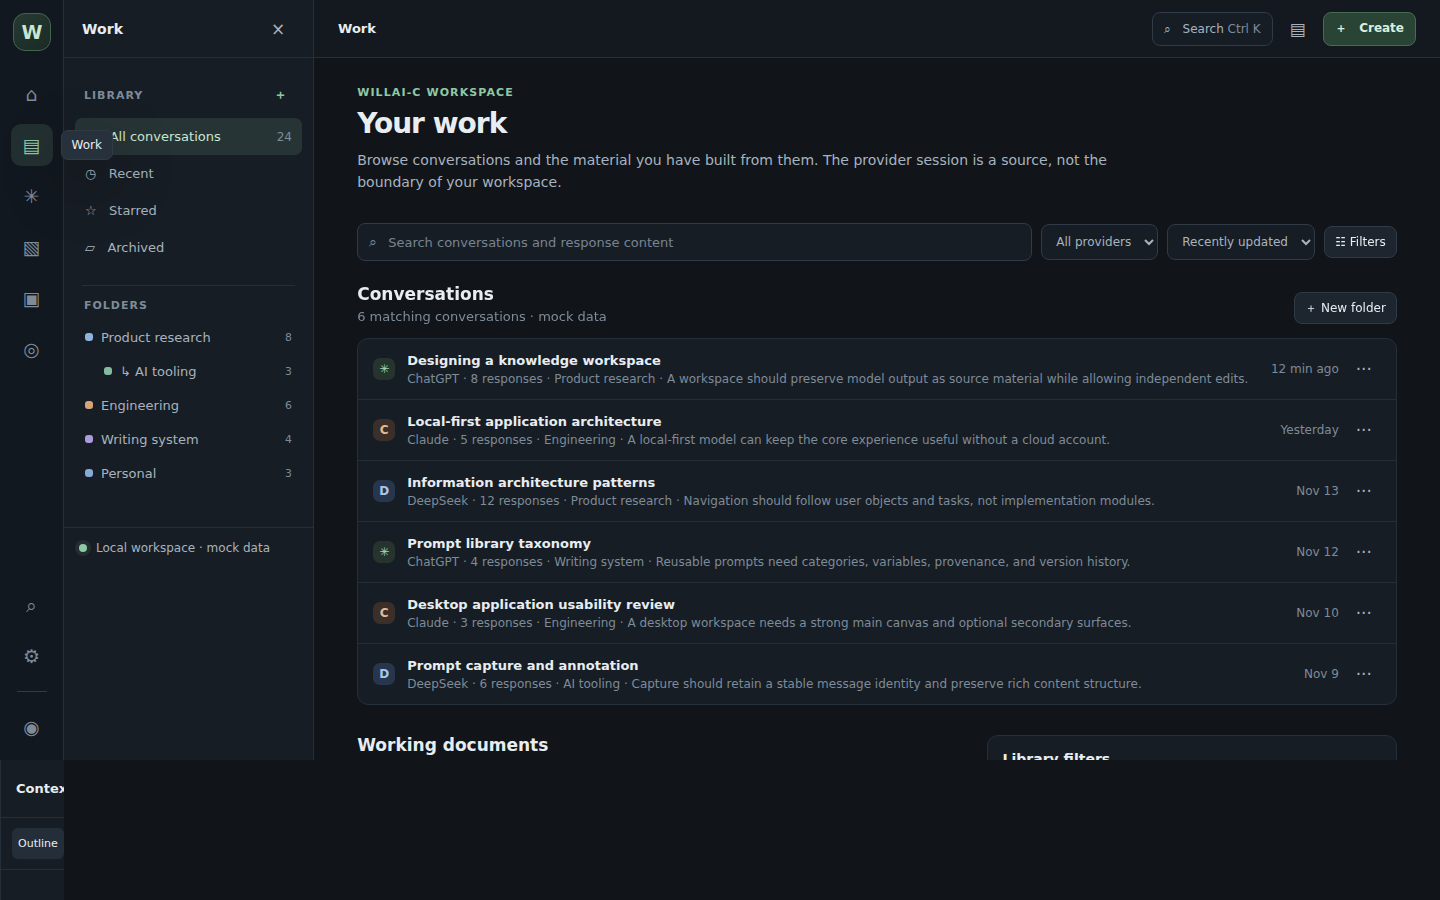 W
Work
Work
Search Ctrl K
+ Create
LIBRARY +
All conversations 24
Work
Recent
Starred
Archived
FOLDERS
Product research 8
↳ AI tooling 3
Engineering 6
Writing system 4
Personal 3
Local workspace · mock data
WILLAI-C WORKSPACE
Your work
Browse conversations and the material you have built from them. The provider session is a source, not the
boundary of your workspace.
Search conversations and response content
All providers
Recently updated
Filters
Conversations
6 matching conversations · mock data
+ New folder
Designing a knowledge workspace
ChatGPT · 8 responses · Product research · A workspace should preserve model output as source material while allowing independent edits.
12 min ago
C
Local-first application architecture
Claude · 5 responses · Engineering · A local-first model can keep the core experience useful without a cloud account.
Yesterday
D
Information architecture patterns
DeepSeek · 12 responses · Product research · Navigation should follow user objects and tasks, not implementation modules.
Nov 13
Prompt library taxonomy
ChatGPT · 4 responses · Writing system · Reusable prompts need categories, variables, provenance, and version history.
Nov 12
C
Desktop application usability review
Claude · 3 responses · Engineering · A desktop workspace needs a strong main canvas and optional secondary surfaces.
Nov 10
D
Prompt capture and annotation
DeepSeek · 6 responses · AI tooling · Capture should retain a stable message identity and preserve rich content structure.
Nov 9
Working documents
Library filters
Contex
Outline